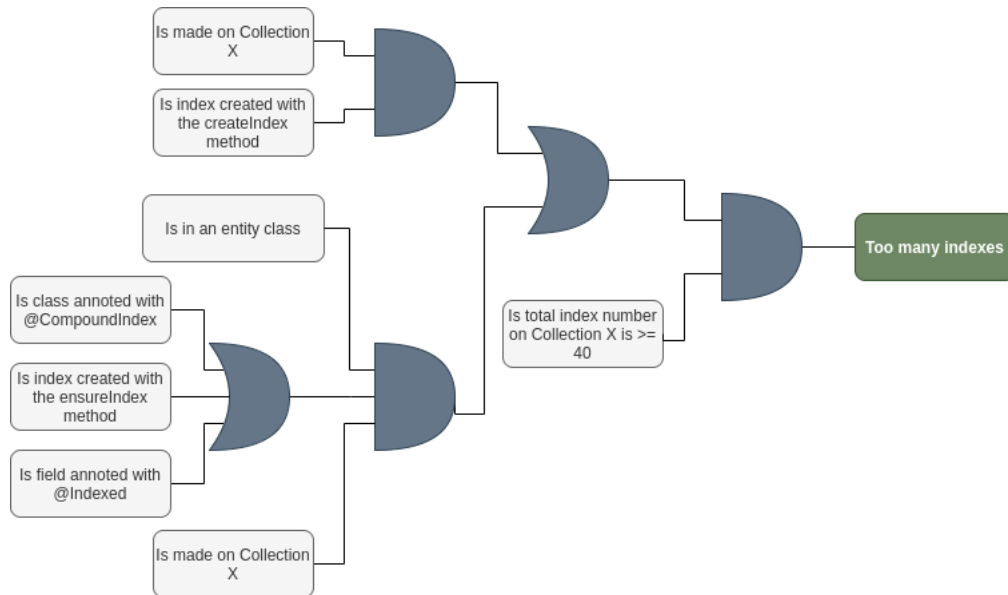 Is made on Collection
X
Is index created with
the createIndex
method
Is in an entity class
Is class annoted with
@CompoundIndex
Is index created with
the ensureIndex
method
Is field annoted with
@Indexed
Is made on Collection
X
Is total index number
on Collection X is >=
40
Too many indexes